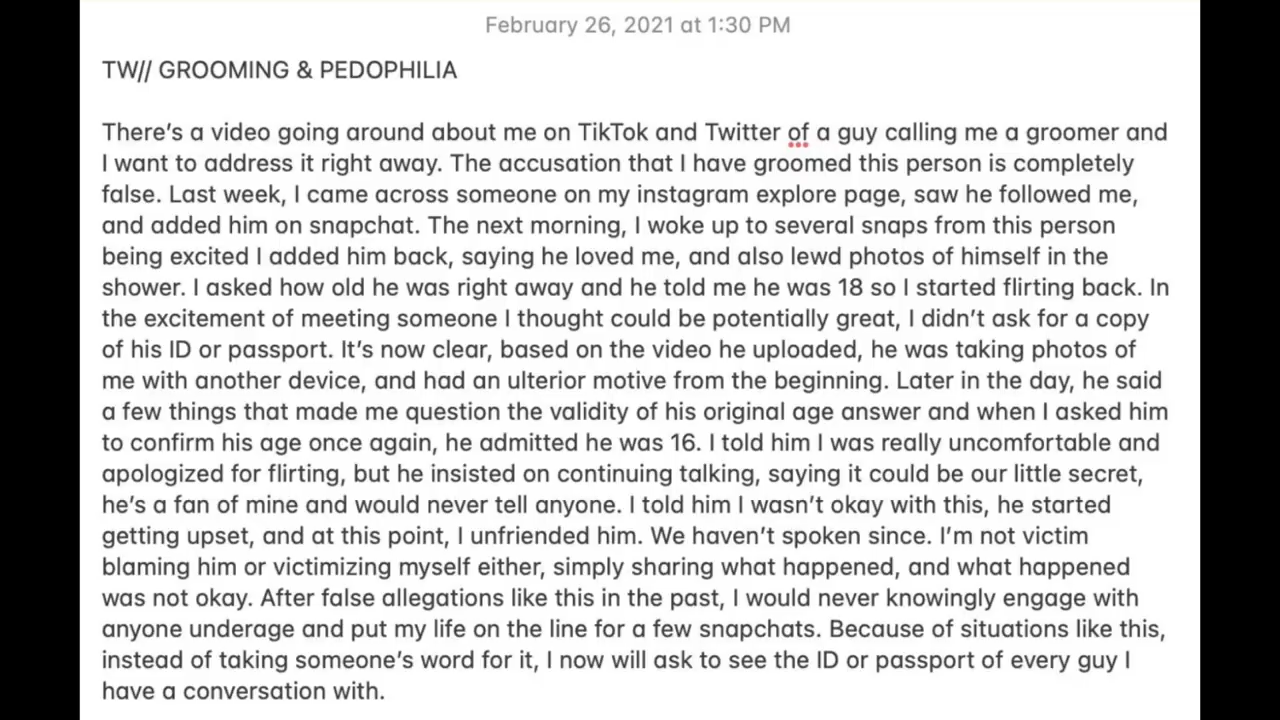 February 26, 2021 at 1:30 PM
TW// GROOMING & PEDOPHILIA
There's a video going around about me on TikTok and Twitter of a guy calling me a groomer and
I want to address it right away. The accusation that I have groomed this person is completely
false. Last week, I came across someone on my instagram explore page, saw he followed me,
and added him on snapchat. The next morning, I woke up to several snaps from this person
being excited I added him back, saying he loved me, and also lewd photos of himself in the
shower. I asked how old he was right away and he told me he was 18 so I started flirting back. In
the excitement of meeting someone I thought could be potentially great, I didn't ask for a copy
of his ID or passport. It's now clear, based on the video he uploaded, he was taking photos of
me with another device, and had an ulterior motive from the beginning. Later in the day, he said
a few things that made me question the validity of his original age answer and when I asked him
to confirm his age once again, he admitted he was 16. I told him I was really uncomfortable and
apologized for flirting, but he insisted on continuing talking, saying it could be our little secret,
he's a fan of mine and would never tell anyone. I told him I wasn't okay with this, he started
getting upset, and at this point, I unfriended him. We haven't spoken since. I'm not victim
blaming him or victimizing myself either, simply sharing what happened, and what happened
was not okay. After false allegations like this in the past, I would never knowingly engage with
anyone underage and put my life on the line for a few snapchats. Because of situations like this,
instead of taking someone's word for it, I now will ask to see the ID or passport of every guy I
have a conversation with.